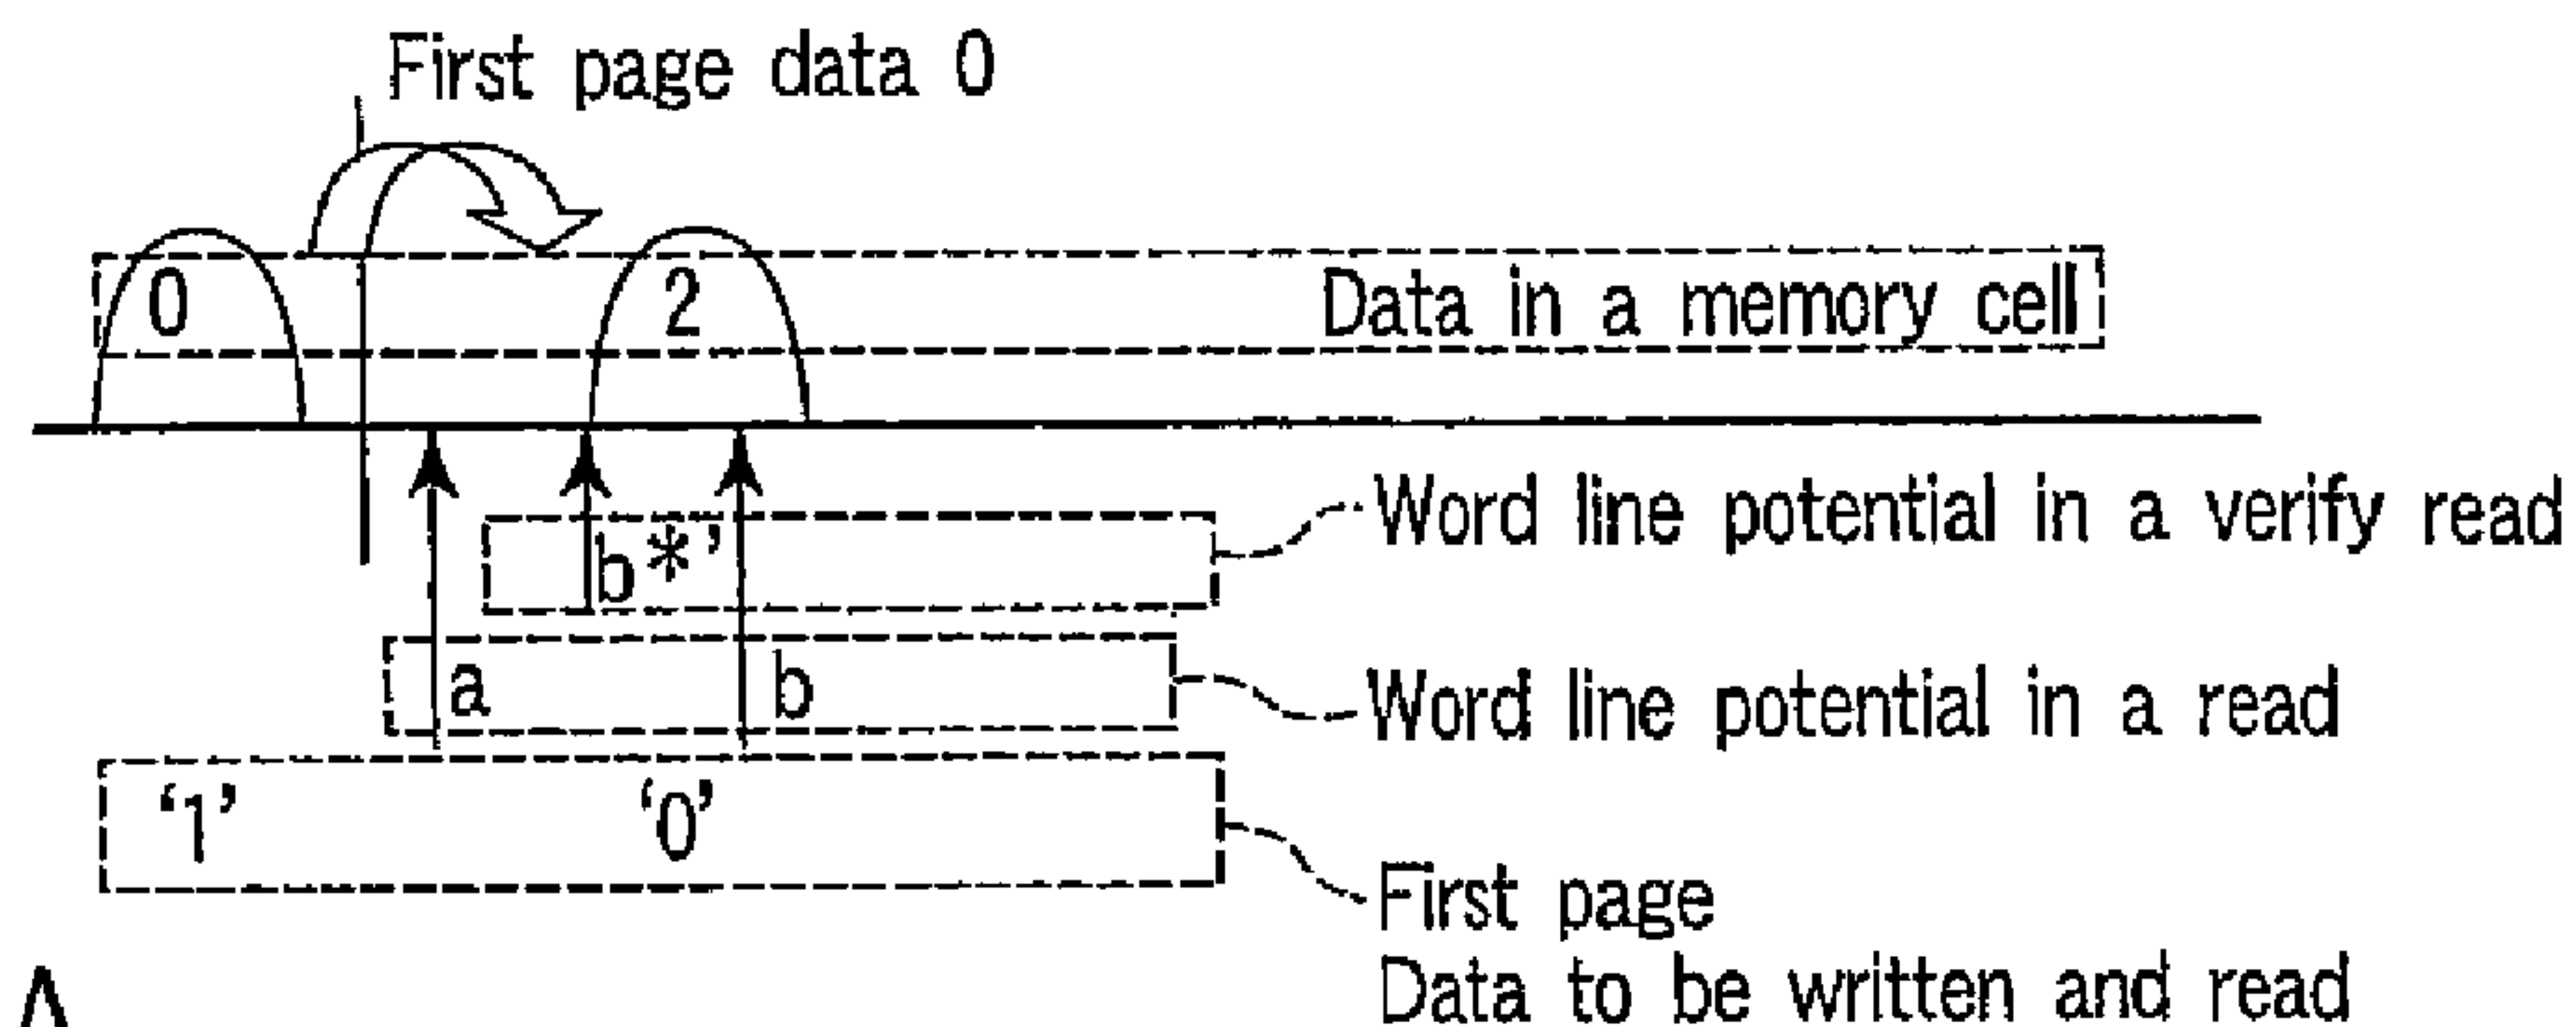 First page data 0
0 2 Data in a memory cell
Word line potential in a verify read
b*’
a b Word line potential in a read
‘1’ ‘0’
First page
Data to be written and read